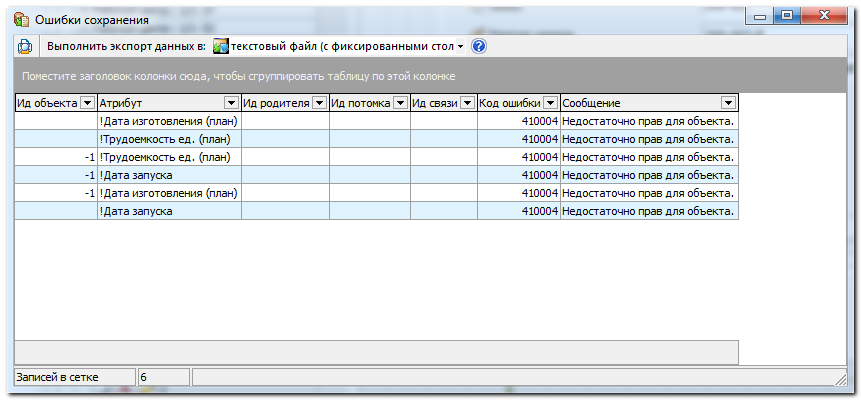 Ошибки сохранения
Выполнить экспорт данных в: текстовый файл (с фиксированными стол
Поместите заголовок колонки сюда, чтобы сгруппировать таблицу по этой колонке
Ид объекта Атрибут Ид родителя Ид потомка Ид связи Код ошибки Сообщение
!Дата изготовления (план) 410004 Недостаточно прав для объекта.
!Трудоемкость ед. (план) 410004 Недостаточно прав для объекта.
-1 !Трудоемкость ед. (план) 410004 Недостаточно прав для объекта.
-1 !Дата запуска 410004 Недостаточно прав для объекта.
-1 !Дата изготовления (план) 410004 Недостаточно прав для объекта.
!Дата запуска 410004 Недостаточно прав для объекта.
Записей в сетке 6